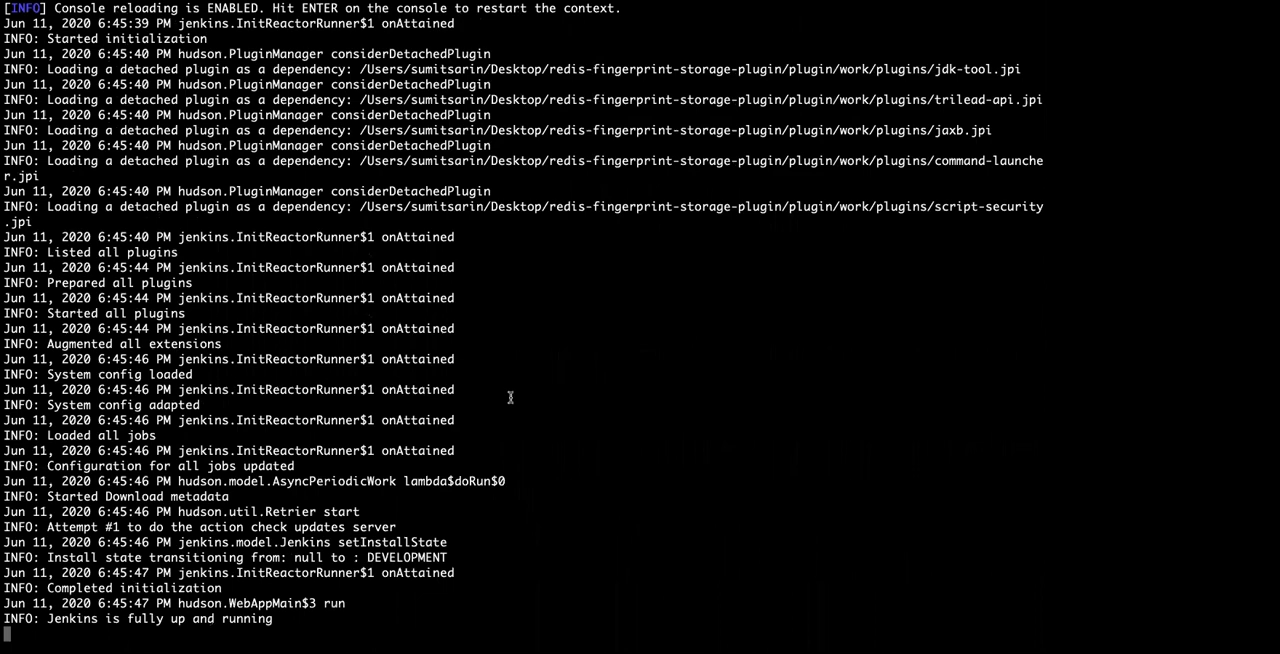 [INFO] Console reloading is ENABLED. Hit ENTER on the console to restart the context.
Jun 11, 2020 6:45:39 PM jenkins.InitReactorRunner$1 onAttained
INFO: Started initialization
Jun 11, 2020 6:45:40 PM hudson.PluginManager considerDetachedPlugin
INFO: Loading a detached plugin as a dependency: /Users/sumitsarin/Desktop/redis-fingerprint-storage-plugin/plugin/work/plugins/jdk-tool.jpi
Jun 11, 2020 6:45:40 PM hudson.PluginManager considerDetachedPlugin
INFO: Loading a detached plugin as a dependency: /Users/sumitsarin/Desktop/redis-fingerprint-storage-plugin/plugin/work/plugins/trilead-api.jpi
Jun 11, 2020 6:45:40 PM hudson.PluginManager considerDetachedPlugin
INFO: Loading a detached plugin as a dependency: /Users/sumitsarin/Desktop/redis-fingerprint-storage-plugin/plugin/work/plugins/jaxb.jpi
Jun 11, 2020 6:45:40 PM hudson.PluginManager considerDetachedPlugin
INFO: Loading a detached plugin as a dependency: /Users/sumitsarin/Desktop/redis-fingerprint-storage-plugin/plugin/work/plugins/command-launche
r.jpi
Jun 11, 2020 6:45:40 PM hudson.PluginManager considerDetachedPlugin
INFO: Loading a detached plugin as a dependency: /Users/sumitsarin/Desktop/redis-fingerprint-storage-plugin/plugin/work/plugins/script-security
.jpi
Jun 11, 2020 6:45:40 PM jenkins.InitReactorRunner$1 onAttained
INFO: Listed all plugins
Jun 11, 2020 6:45:44 PM jenkins.InitReactorRunner$1 onAttained
INFO: Prepared all plugins
Jun 11, 2020 6:45:44 PM jenkins.InitReactorRunner$1 onAttained
INFO: Started all plugins
Jun 11, 2020 6:45:44 PM jenkins.InitReactorRunner$1 onAttained
INFO: Augmented all extensions
Jun 11, 2020 6:45:46 PM jenkins.InitReactorRunner$1 onAttained
INFO: System config loaded
Jun 11, 2020 6:45:46 PM jenkins.InitReactorRunner$1 onAttained
INFO: System config adapted
Jun 11, 2020 6:45:46 PM jenkins.InitReactorRunner$1 onAttained
INFO: Loaded all jobs
Jun 11, 2020 6:45:46 PM jenkins.InitReactorRunner$1 onAttained
INFO: Configuration for all jobs updated
Jun 11, 2020 6:45:46 PM hudson.model.AsyncPeriodicWork lambda$doRun$0
INFO: Started Download metadata
Jun 11, 2020 6:45:46 PM hudson.util.Retrier start
INFO: Attempt #1 to do the action check updates server
Jun 11, 2020 6:45:46 PM jenkins.model.Jenkins setInstallState
INFO: Install state transitioning from: null to : DEVELOPMENT
Jun 11, 2020 6:45:47 PM jenkins.InitReactorRunner$1 onAttained
INFO: Completed initialization
Jun 11, 2020 6:45:47 PM hudson.WebAppMain$3 run
INFO: Jenkins is fully up and running